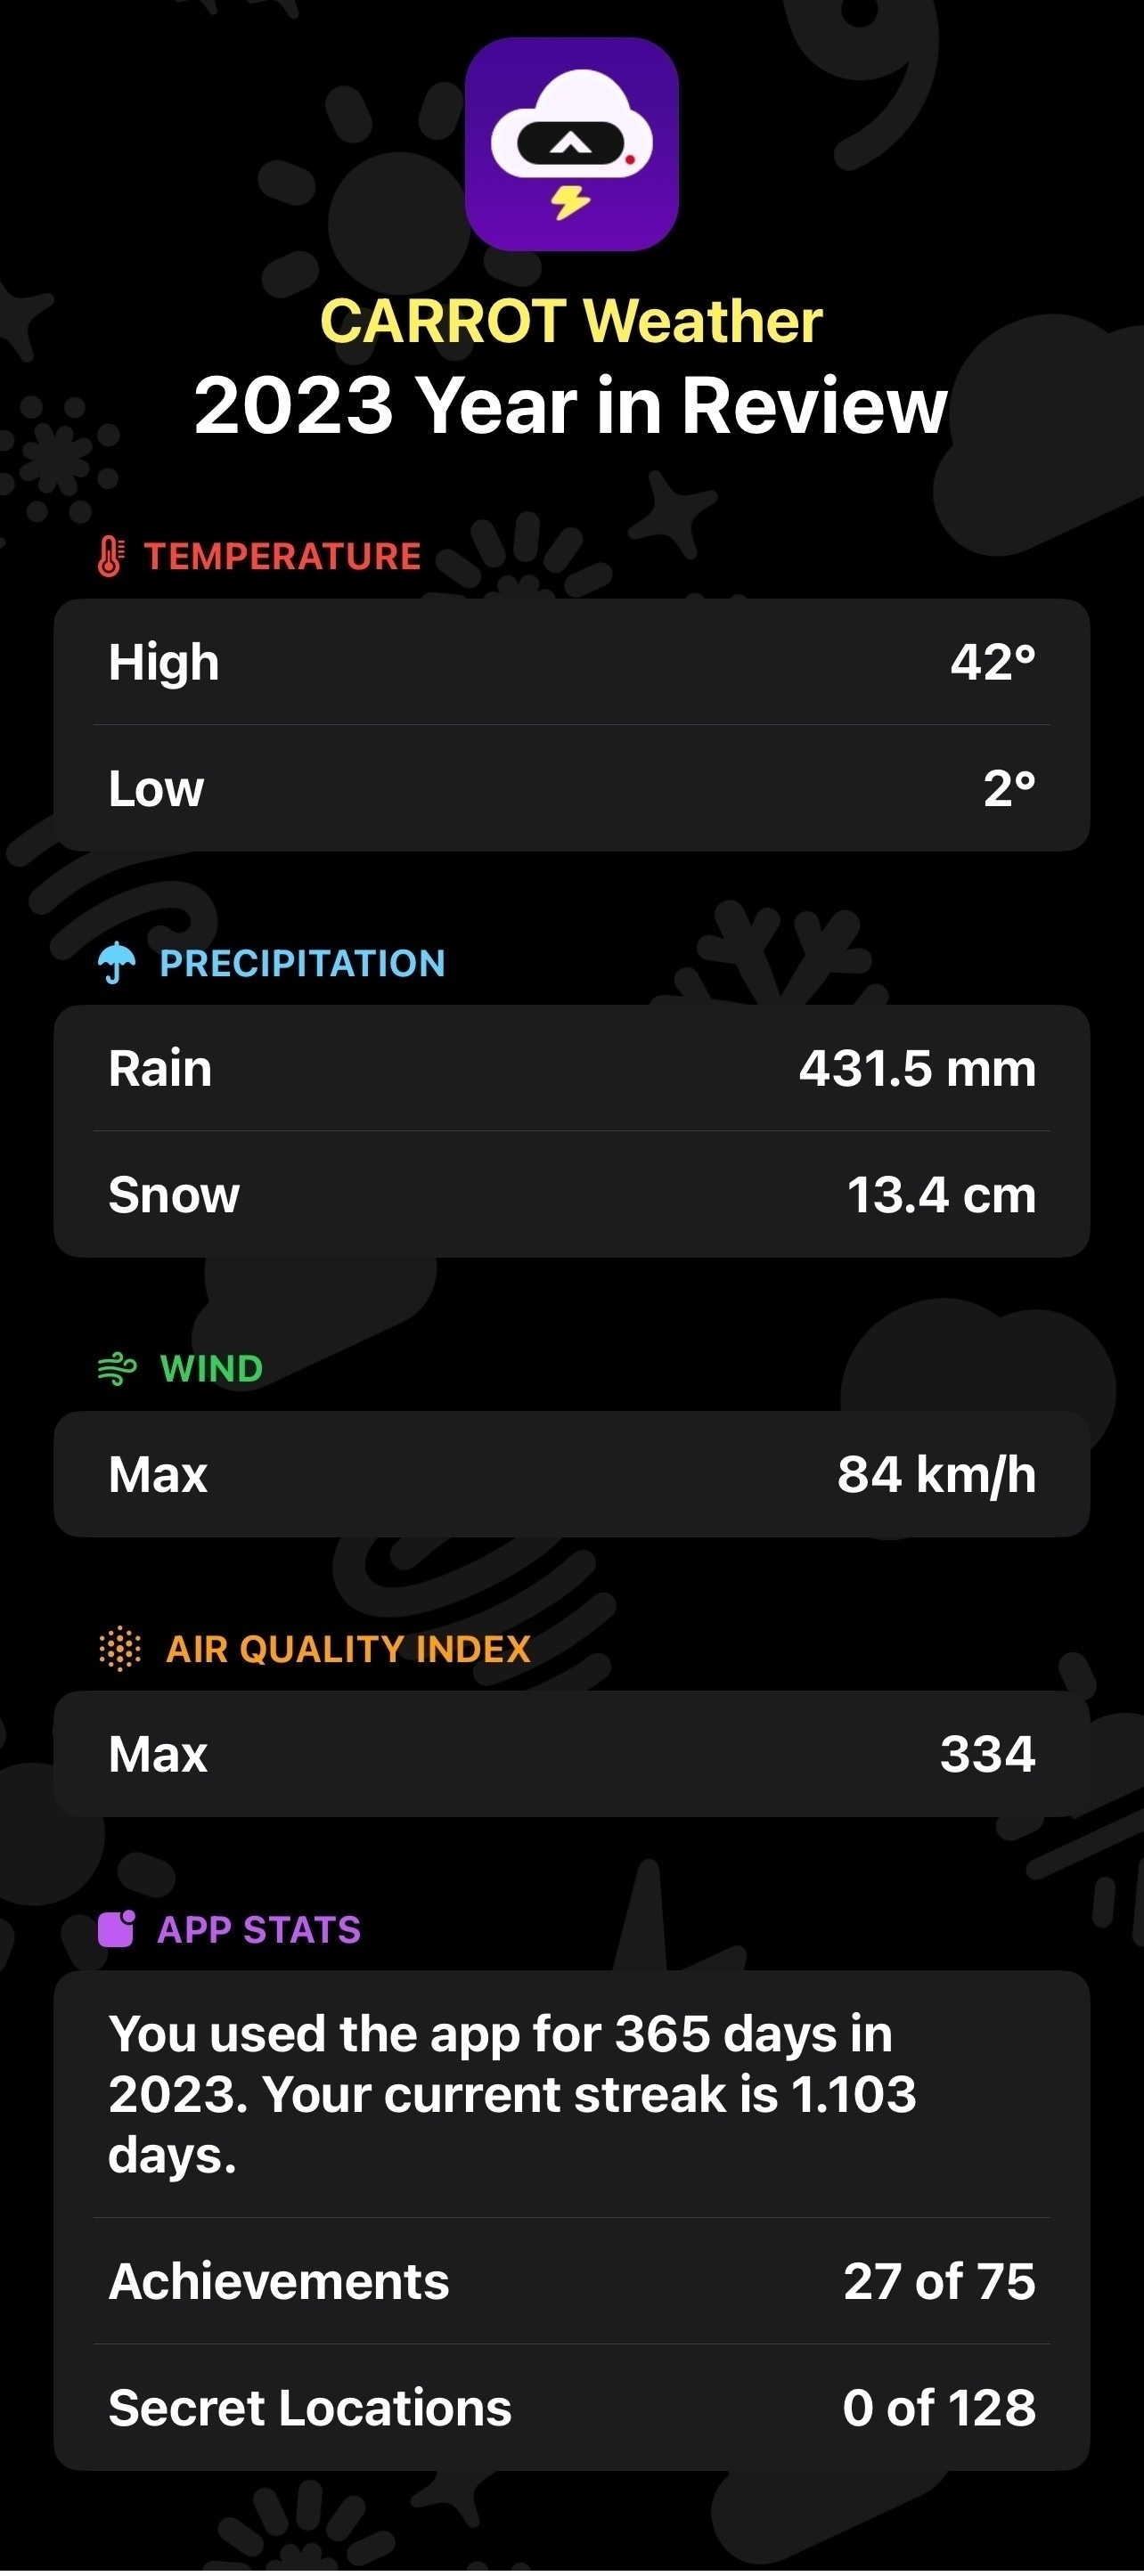 CARROT Weather
2023 Year in Review
TEMPERATURE
High 42°
Low 2°
PRECIPITATION
Rain 431.5 mm
Snow 13.4 cm
WIND
Max 84 km/h
AIR QUALITY INDEX
Max 334
APP STATS
You used the app for 365 days in
2023. Your current streak is 1.103
days.
Achievements 27 of 75
Secret Locations 0 of 128